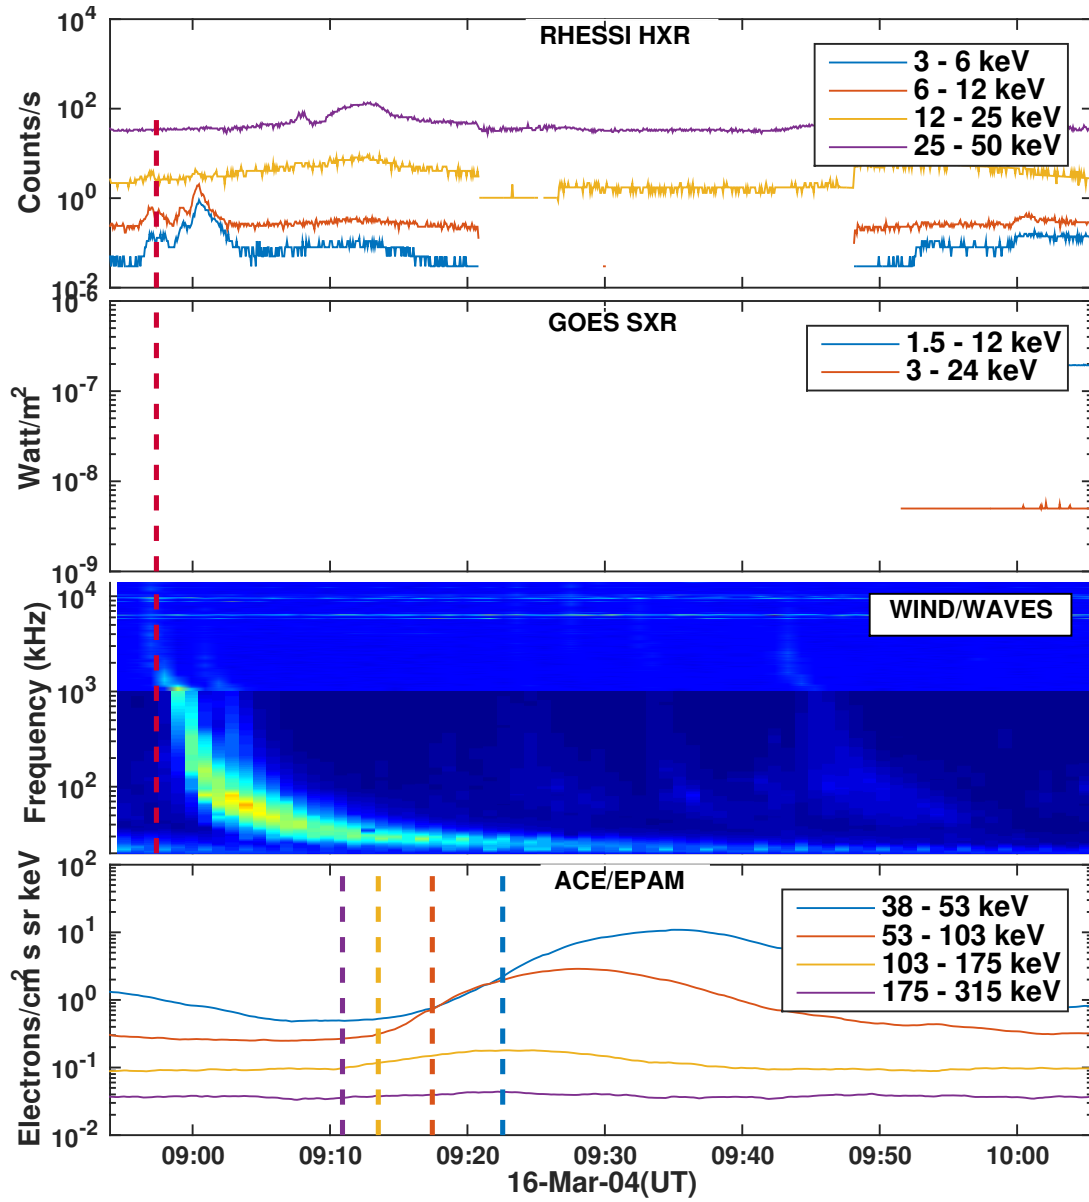 RHESSI HXR
10^4
10^2
10^0
10^-2
Counts/s
3 - 6 keV
6 - 12 keV
12 - 25 keV
25 - 50 keV
GOES SXR
10^-6
10^-7
10^-8
10^-9
Watt/m^2
1.5 - 12 keV
3 - 24 keV
WIND/WAVES
10^4
10^3
10^2
Frequency (kHz)
ACE/EPAM
10^2
10^1
10^0
10^-1
10^-2
Electrons/cm^2 s sr keV
38 - 53 keV
53 - 103 keV
103 - 175 keV
175 - 315 keV
09:00 09:10 09:20 09:30 09:40 09:50 10:00
16-Mar-04(UT)